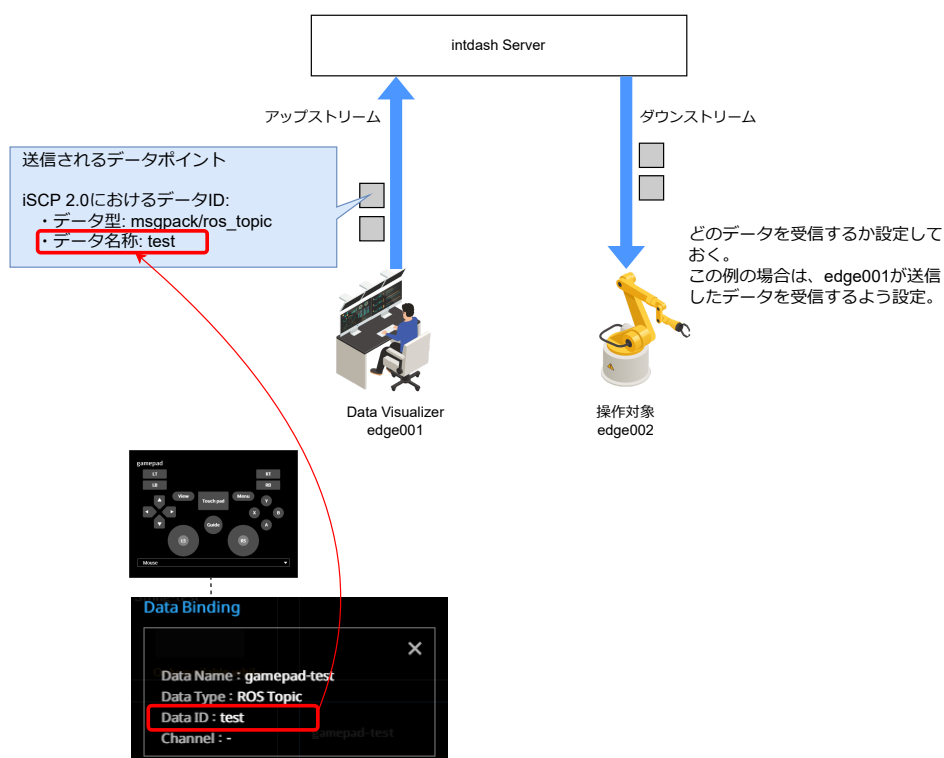 intdash Server
アップストリーム
ダウンストリーム
送信されるデータポイント
iSCP 2.0におけるデータID:
・データ型: msgpack/ros_topic
・データ名称: test
どのデータを受信するか設定して
おく。
この例の場合は、edge001が送信
したデータを受信するよう設定。
Data Visualizer
edge001
操作対象
edge002
gamepad
LT
RT
LB
RB
View
Touch pad
Menu
Y
X
B
Guide
A
LS
RS
Mouse
Data Binding
Data Name : gamepad-test
Data Type : ROS Topic
Data ID : test
Channel : -
gamepad-test